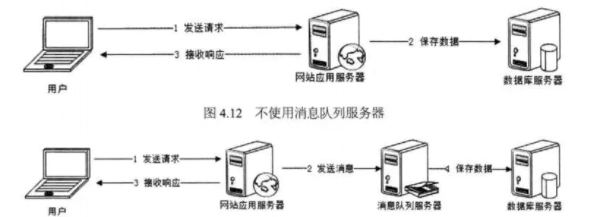 1 发送请求
3 接收响应
2 保存数据
用户
网站应用服务器
数据库服务器
图 4.12 不使用消息队列服务器
1 发送请求
2 发送消息
4 保存数据
3 接收响应
用户
网站应用服务器
消息队列服务器
数据库服务器